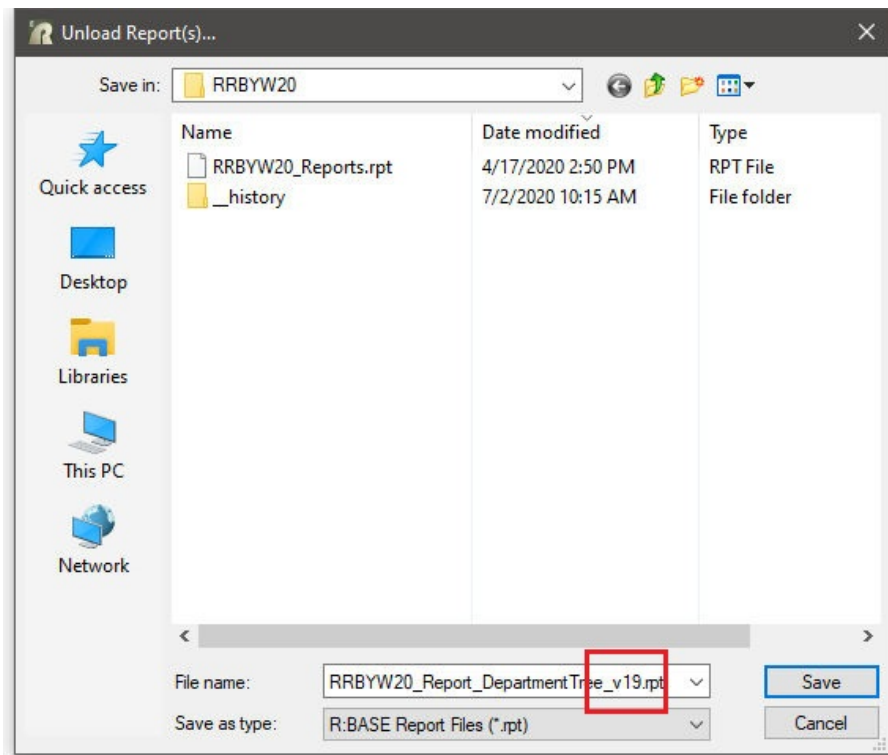 Unload Report(s)...
Save in: RRBYW20
Name Date modified Type
RRBYW20_Reports.rpt 4/17/2020 2:50 PM RPT File
__history 7/2/2020 10:15 AM File folder
Quick access
Desktop
Libraries
This PC
Network
File name: RRBYW20_Report_DepartmentTree_v19.rpt Save
Save as type: R:BASE Report Files (*.rpt) Cancel